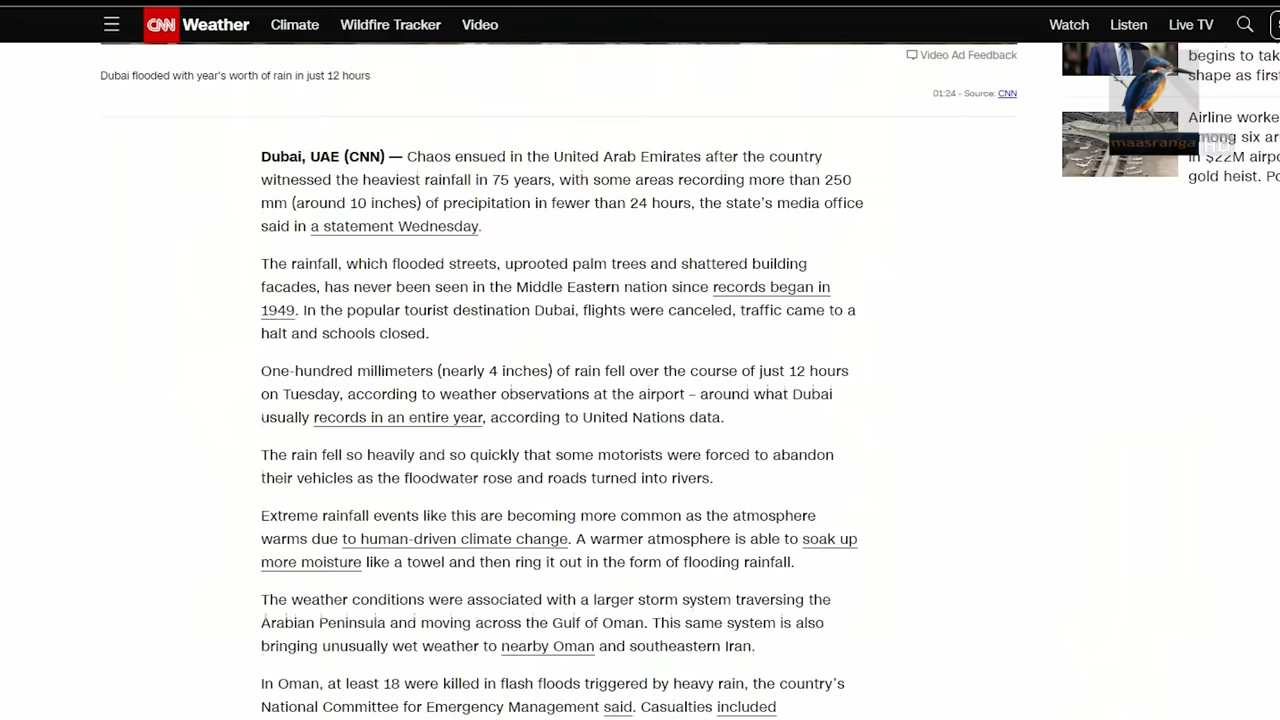 CNN Weather Climate Wildfire Tracker Video Watch Listen Live TV
Video Ad Feedback
Dubai flooded with year's worth of rain in just 12 hours
01:24 - Source: CNN
Dubai, UAE (CNN) — Chaos ensued in the United Arab Emirates after the country
witnessed the heaviest rainfall in 75 years, with some areas recording more than 250
mm (around 10 inches) of precipitation in fewer than 24 hours, the state's media office
said in a statement Wednesday.
The rainfall, which flooded streets, uprooted palm trees and shattered building
facades, has never been seen in the Middle Eastern nation since records began in
1949. In the popular tourist destination Dubai, flights were canceled, traffic came to a
halt and schools closed.
One-hundred millimeters (nearly 4 inches) of rain fell over the course of just 12 hours
on Tuesday, according to weather observations at the airport – around what Dubai
usually records in an entire year, according to United Nations data.
The rain fell so heavily and so quickly that some motorists were forced to abandon
their vehicles as the floodwater rose and roads turned into rivers.
Extreme rainfall events like this are becoming more common as the atmosphere
warms due to human-driven climate change. A warmer atmosphere is able to soak up
more moisture like a towel and then ring it out in the form of flooding rainfall.
The weather conditions were associated with a larger storm system traversing the
Arabian Peninsula and moving across the Gulf of Oman. This same system is also
bringing unusually wet weather to nearby Oman and southeastern Iran.
In Oman, at least 18 were killed in flash floods triggered by heavy rain, the country's
National Committee for Emergency Management said. Casualties included
begins to tak
shape as firs
Airline worke
among six ar
in $22M airpo
gold heist. Po
maasranga HD